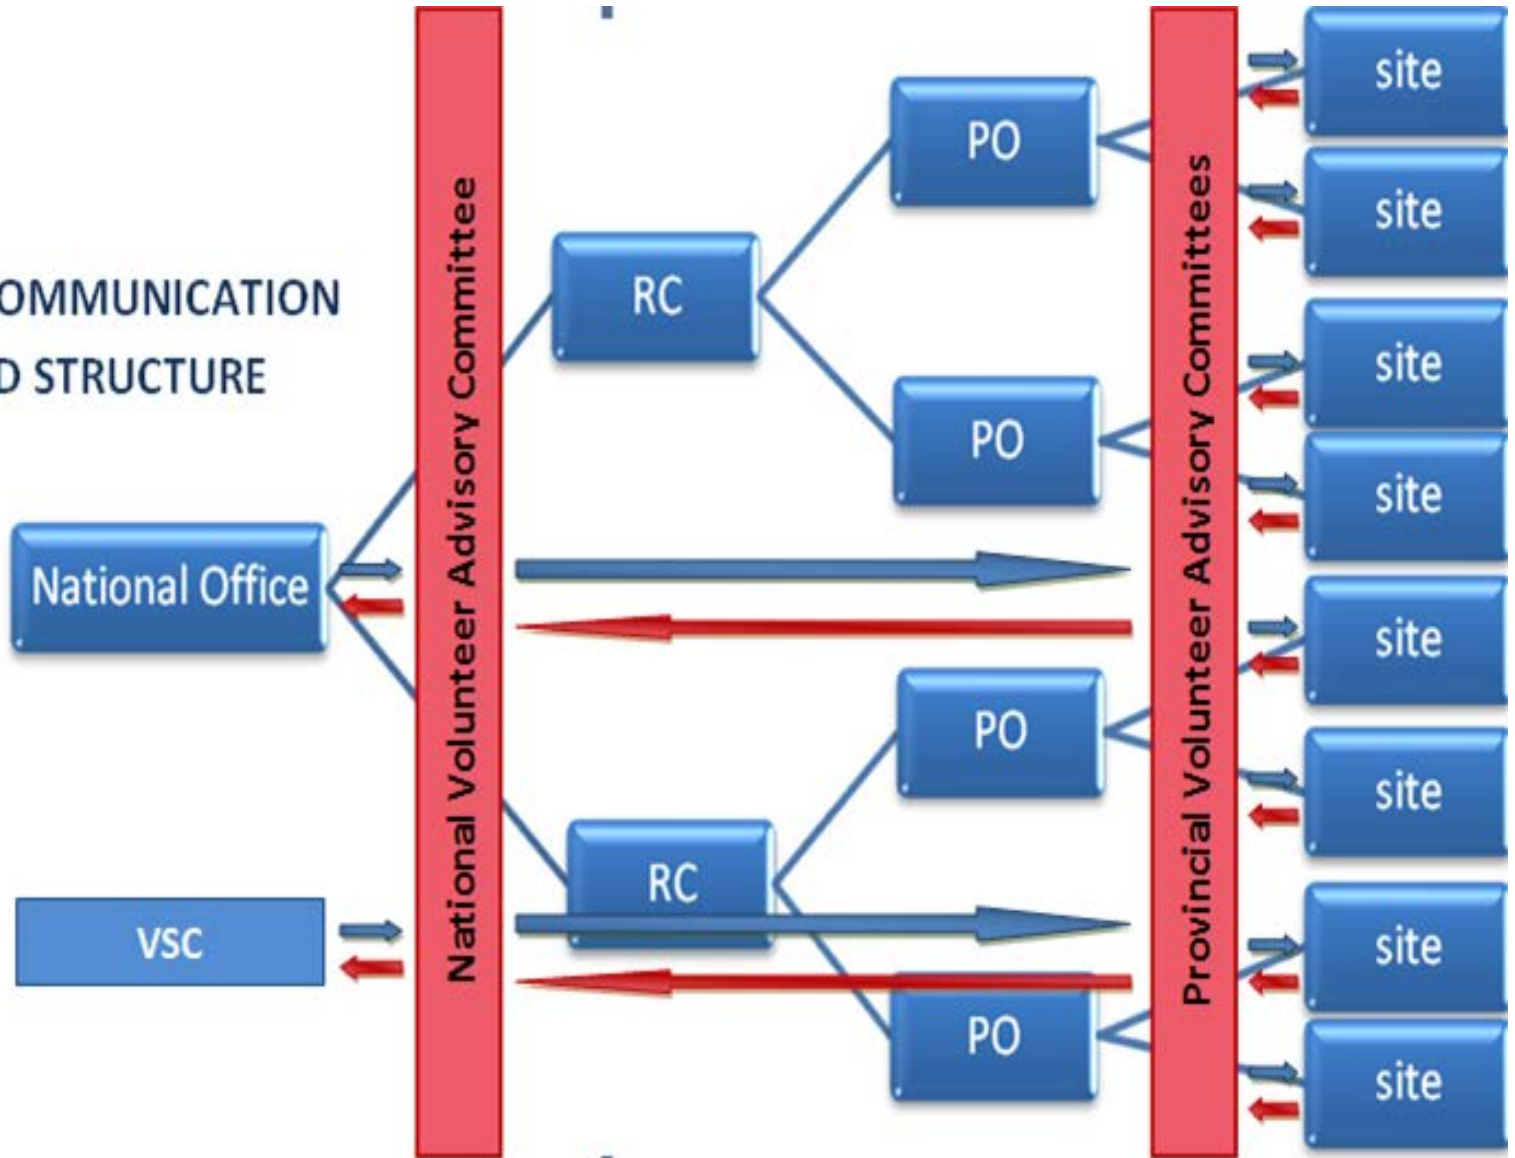 OMMUNICATION
D STRUCTURE
National Office
VSC
National Volunteer Advisory Committee
RC
RC
PO
PO
PO
PO
Provincial Volunteer Advisory Committees
site
site
site
site
site
site
site
site